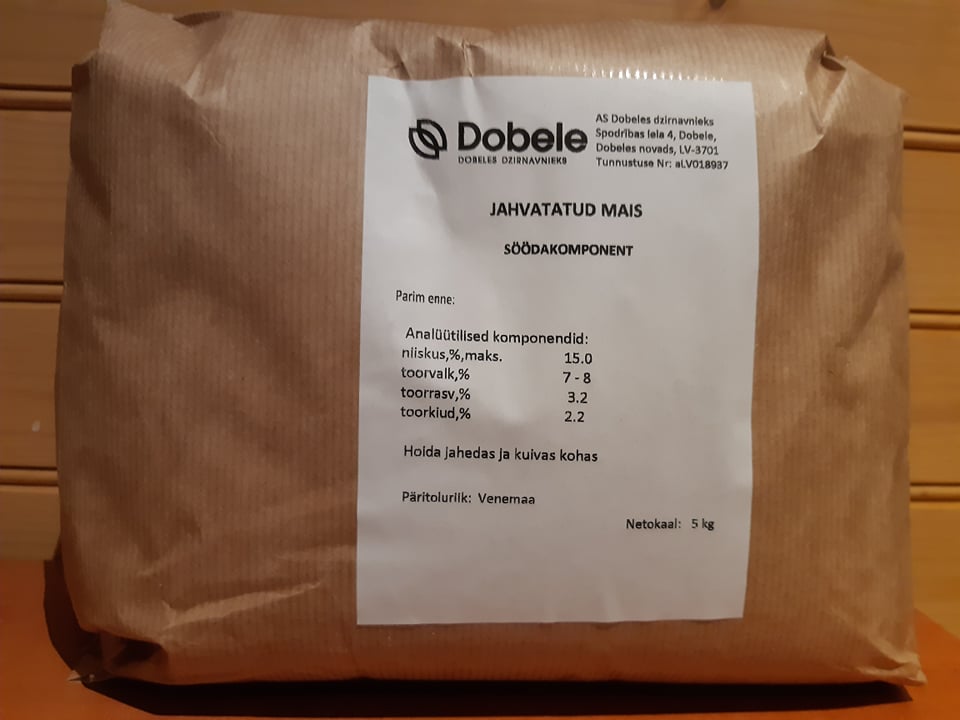 Dobele
DOBELES DZIRNAVNIEKS
AS Dobeles dzirnavnieks
Spodrības iela 4, Dobele,
Dobeles novads, LV-3701
Tunnustuse Nr: aLV018937
JAHVATATUD MAIS
SÖÖDAKOMPONENT
Parim enne:
Analüütilised komponendid:
niiskus,%,maks. 15.0
toorvalk,% 7 - 8
toorrasv,% 3.2
toorkiud,% 2.2
Hoida jahedas ja kuivas kohas
Päritoluriik: Venemaa
Netokaal: 5 kg